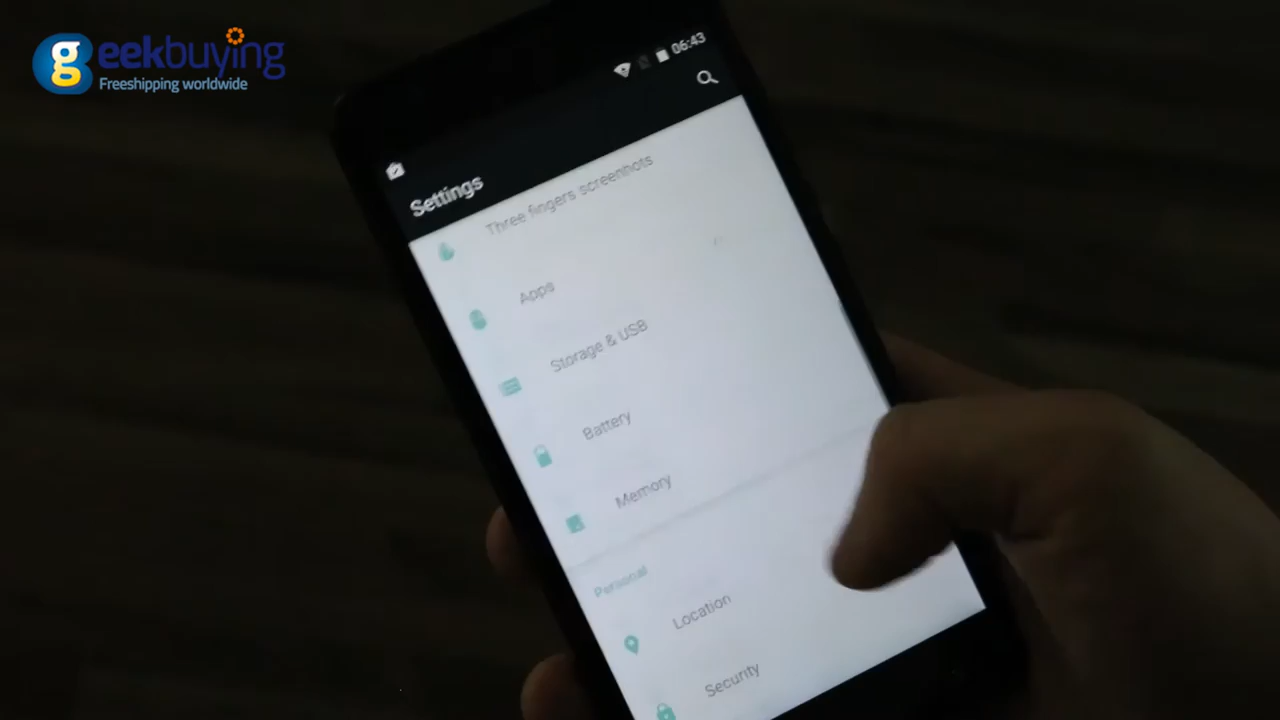 geekbuying
Freeshipping worldwide
06:43
Settings
Three fingers screenshots
Apps
Storage & USB
Battery
Memory
Personal
Location
Security